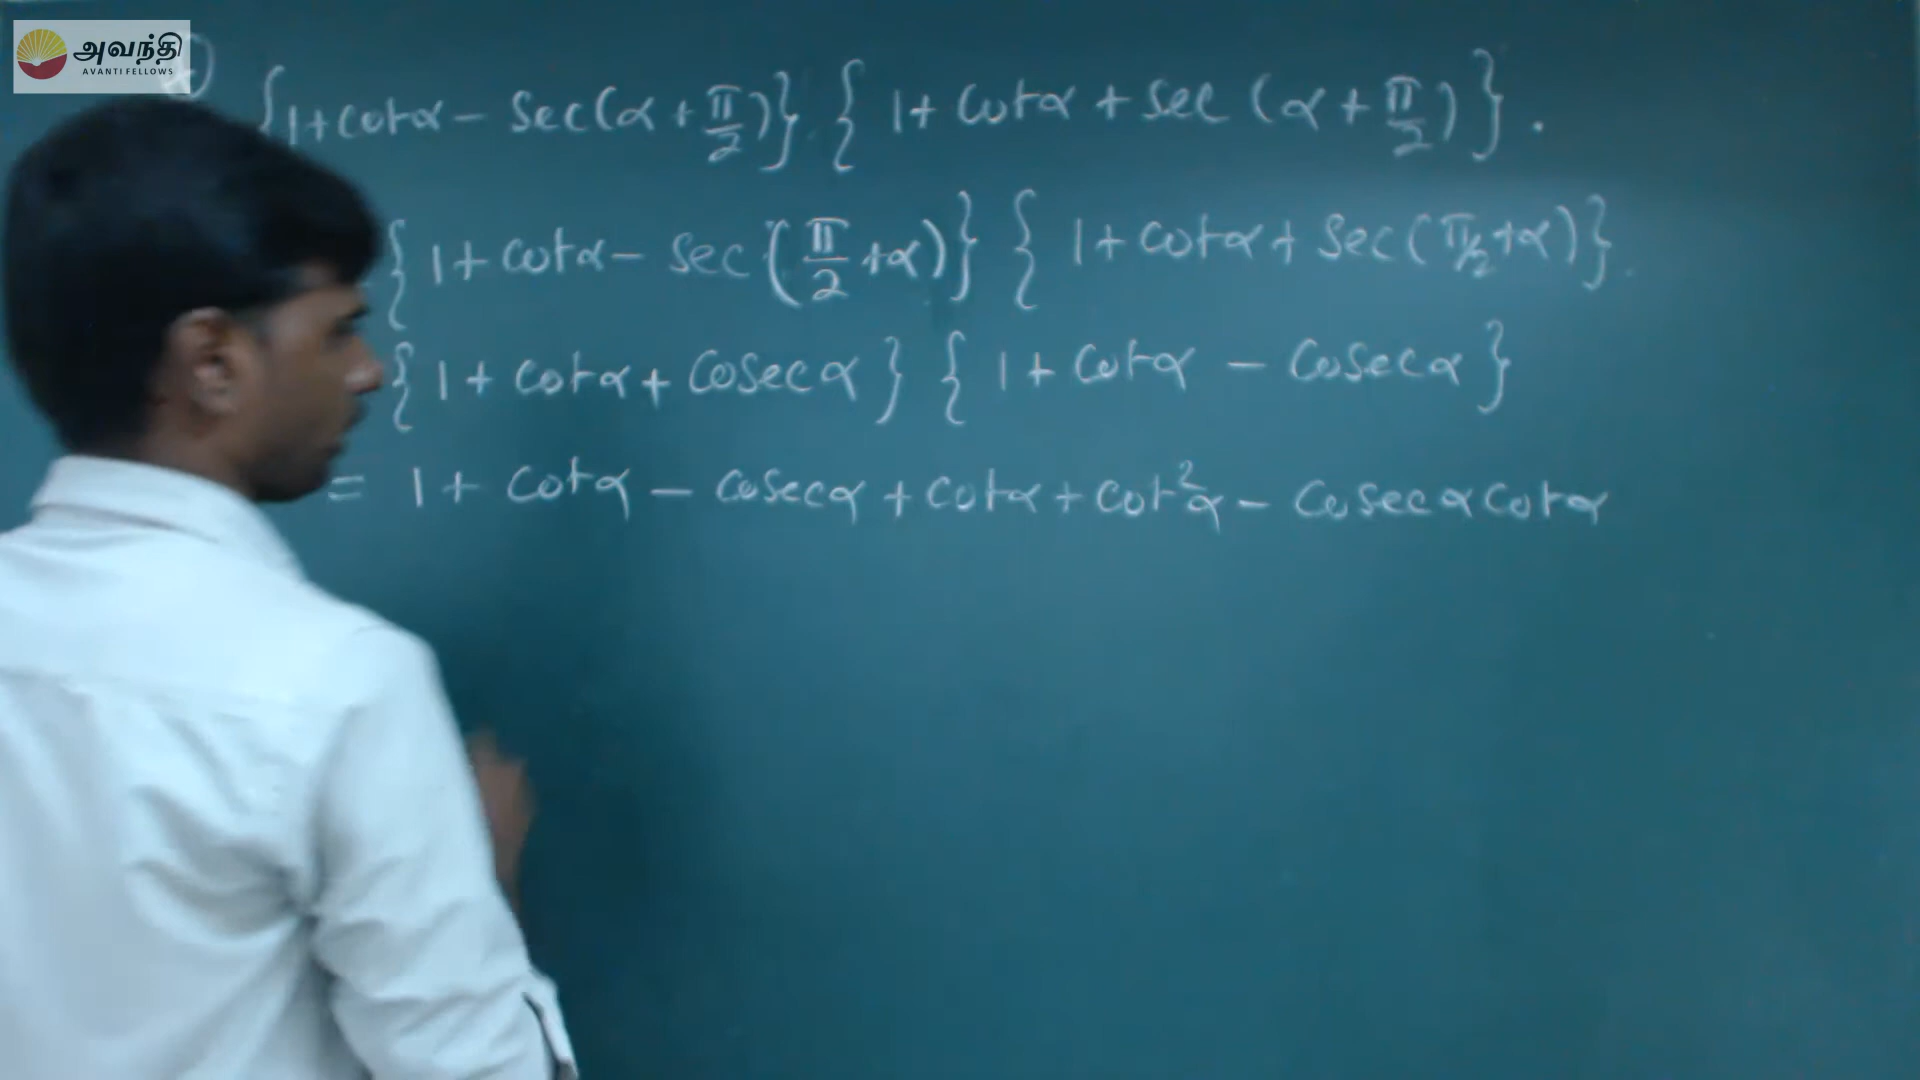 அவந்தி
AVANTI FELLOWS
{1+cotα - sec(α + π/2)} {1 + cotα + sec (α + π/2)}.
{1 + cotα - sec (π/2 + α)} {1 + cotα + sec (π/2 + α)}.
{1 + cotα + cosecα} {1 + cotα - cosecα}
= 1 + cotα - cosecα + cotα + cot²α - cosecα cotα